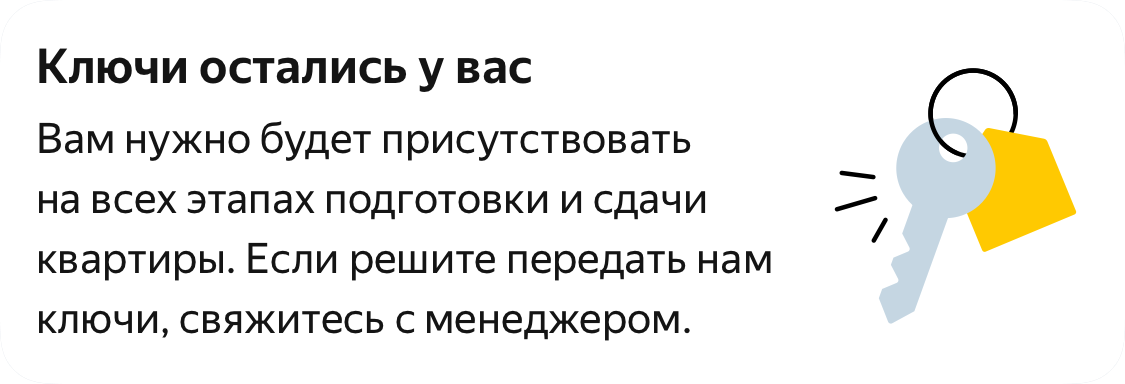 Ключи остались у вас
Вам нужно будет присутствовать
на всех этапах подготовки и сдачи
квартиры. Если решите передать нам
ключи, свяжитесь с менеджером.